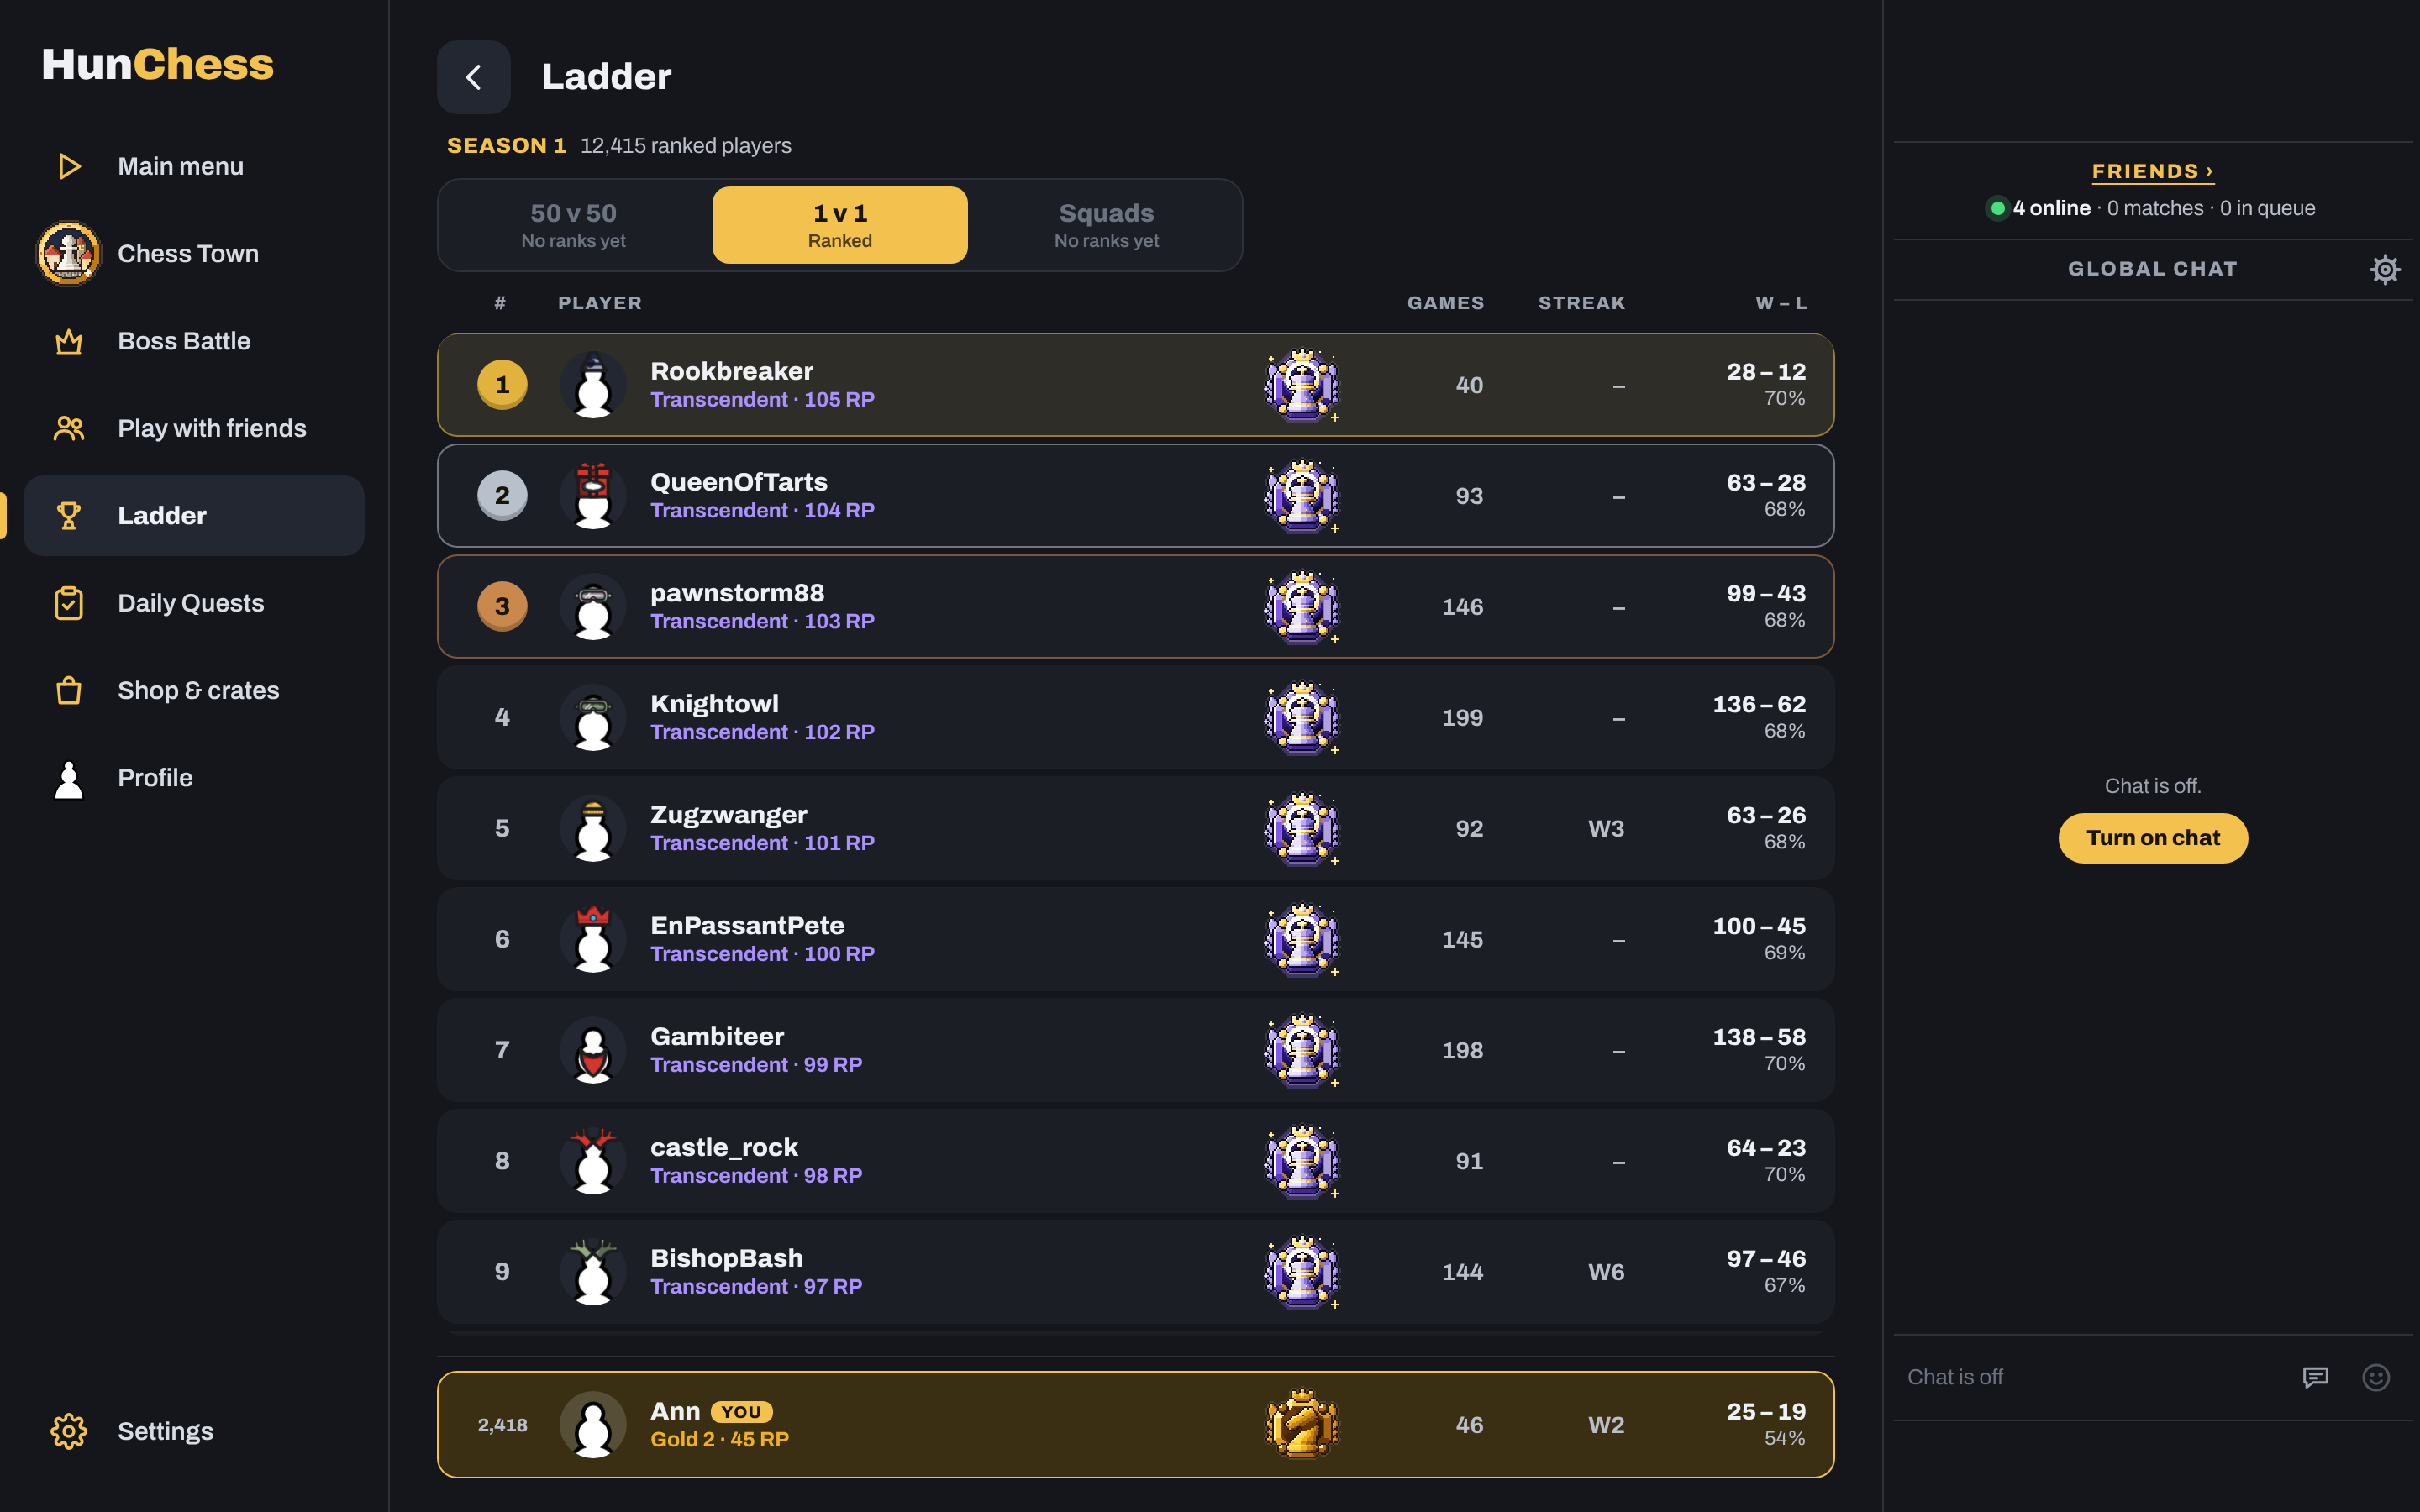 HunChess
Main menu
Chess Town
Boss Battle
Play with friends
Ladder
Daily Quests
Shop & crates
Profile
Settings
Ladder
SEASON 1 12,415 ranked players
50 v 50
No ranks yet
1 v 1
Ranked
Squads
No ranks yet
# PLAYER GAMES STREAK W – L
1 Rookbreaker 40 – 28 – 12
Transcendent · 105 RP 70%
2 QueenOfTarts 93 – 63 – 28
Transcendent · 104 RP 68%
3 pawnstorm88 146 – 99 – 43
Transcendent · 103 RP 68%
4 Knightowl 199 – 136 – 62
Transcendent · 102 RP 68%
5 Zugzwanger 92 W3 63 – 26
Transcendent · 101 RP 68%
6 EnPassantPete 145 – 100 – 45
Transcendent · 100 RP 69%
7 Gambiteer 198 – 138 – 58
Transcendent · 99 RP 70%
8 castle_rock 91 – 64 – 23
Transcendent · 98 RP 70%
9 BishopBash 144 W6 97 – 46
Transcendent · 97 RP 67%
2,418 Ann YOU 46 W2 25 – 19
Gold 2 · 45 RP 54%
FRIENDS ›
4 online · 0 matches · 0 in queue
GLOBAL CHAT
Chat is off.
Turn on chat
Chat is off